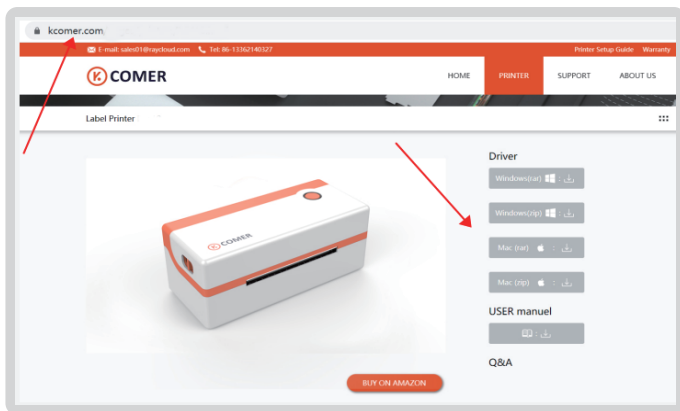 kcomer.com
E-mail: sales01@raycloud.com Tel: 86-13362140327 Printer Setup Guide Warranty
K COMER HOME PRINTER SUPPORT ABOUT US
Label Printer
Driver
Windows(rar) :
Windows(zip) :
Mac (rar) :
Mac (zip) :
USER manuel
:
Q&A
K COMER
BUY ON AMAZON